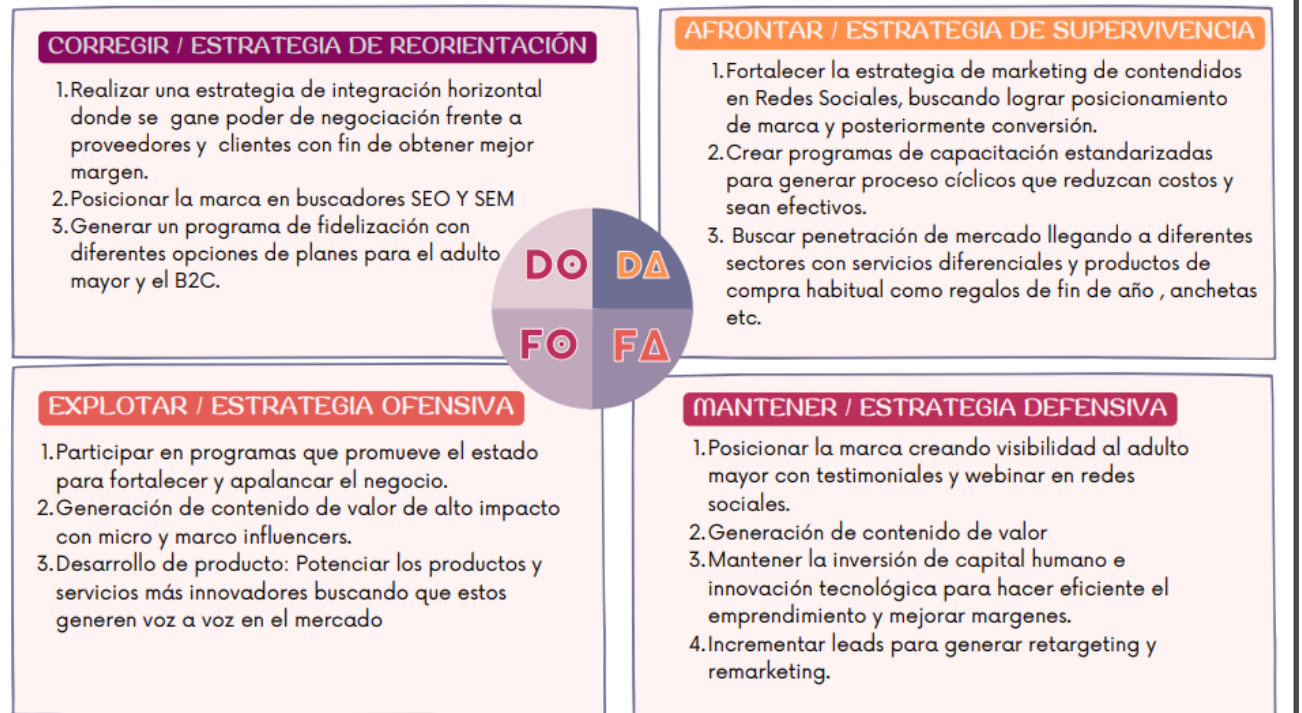 CORREGIR / ESTRATEGIA DE REORIENTACIÓN
1.Realizar una estrategia de integración horizontal
donde se gane poder de negociación frente a
proveedores y clientes con fin de obtener mejor
margen.
2.Posicionar la marca en buscadores SEO Y SEM
3.Generar un programa de fidelización con
diferentes opciones de planes para el adulto
mayor y el B2C.
AFRONTAR / ESTRATEGIA DE SUPERVIVENCIA
1.Fortalecer la estrategia de marketing de contendidos
en Redes Sociales, buscando lograr posicionamiento
de marca y posteriormente conversión.
2.Crear programas de capacitación estandarizadas
para generar proceso cíclicos que reduzcan costos y
sean efectivos.
3. Buscar penetración de mercado llegando a diferentes
sectores con servicios diferenciales y productos de
compra habitual como regalos de fin de año , anchetas
etc.
DO DA
FO FA
EXPLOTAR / ESTRATEGIA OFENSIVA
1.Participar en programas que promueve el estado
para fortalecer y apalancar el negocio.
2.Generación de contenido de valor de alto impacto
con micro y marco influencers.
3.Desarrollo de producto: Potenciar los productos y
servicios más innovadores buscando que estos
generen voz a voz en el mercado
MANTENER / ESTRATEGIA DEFENSIVA
1.Posicionar la marca creando visibilidad al adulto
mayor con testimoniales y webinar en redes
sociales.
2.Generación de contenido de valor
3.Mantener la inversión de capital humano e
innovación tecnológica para hacer eficiente el
emprendimiento y mejorar margenes.
4.Incrementar leads para generar retargeting y
remarketing.